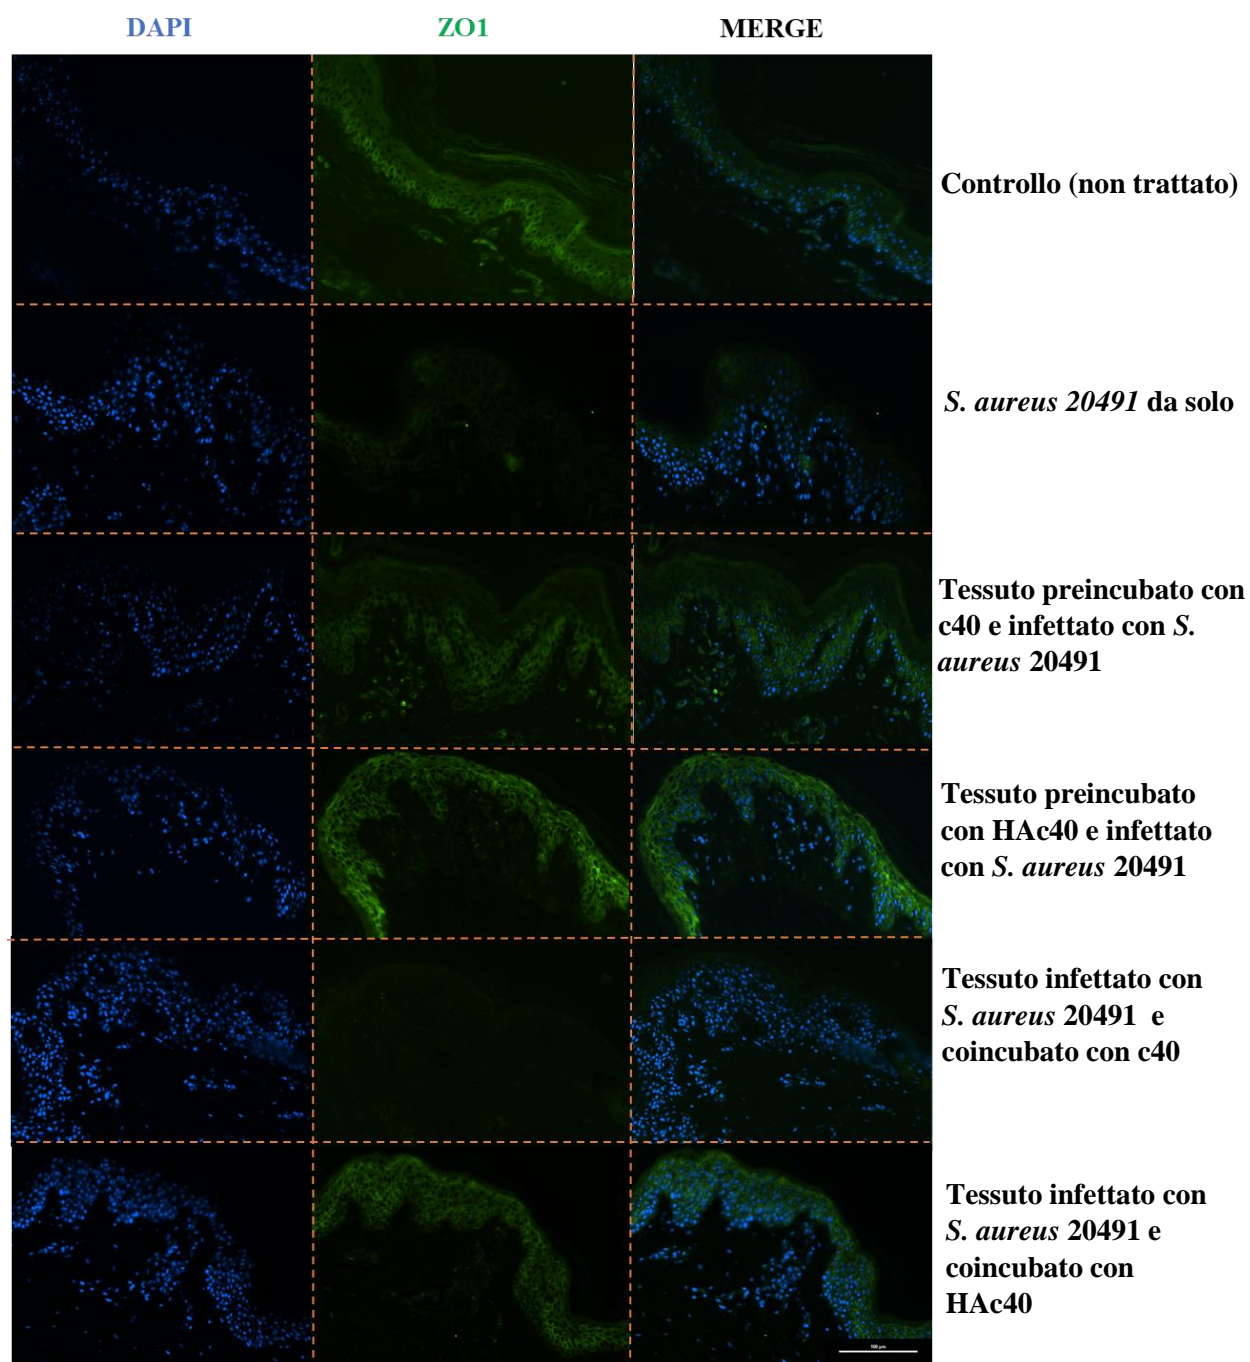 DAPI ZO1 MERGE
Controllo (non trattato)
S. aureus 20491 da solo
Tessuto preincubato con
c40 e infettato con S.
aureus 20491
Tessuto preincubato
con HAc40 e infettato
con S. aureus 20491
Tessuto infettato con
S. aureus 20491 e
coincubato con c40
Tessuto infettato con
S. aureus 20491 e
coincubato con
HAc40
100 µm